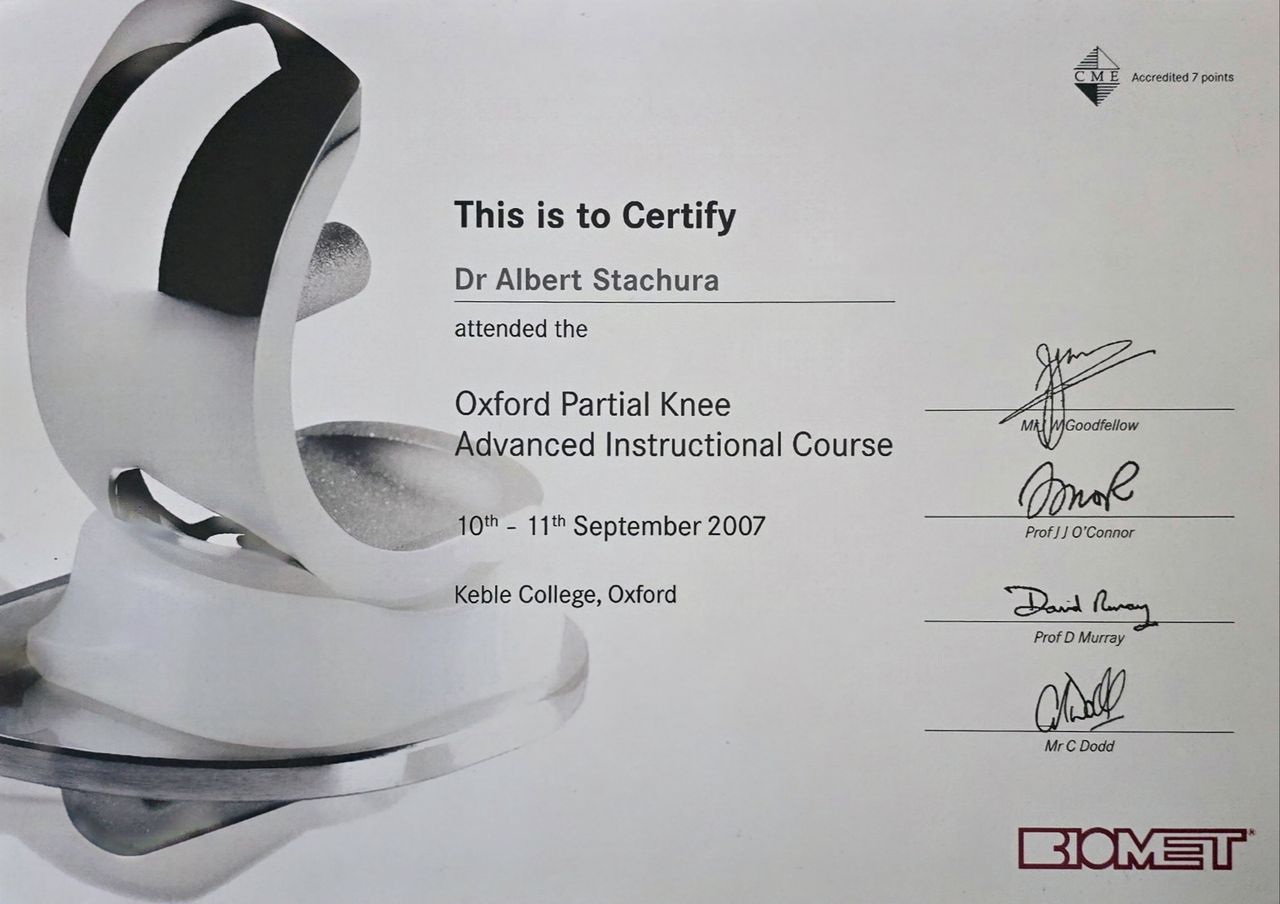 CME Accredited 7 points
This is to Certify
Dr Albert Stachura
attended the
Oxford Partial Knee
Advanced Instructional Course
10th - 11th September 2007
Keble College, Oxford
Mr J W Goodfellow
Prof J J O'Connor
David Murray
Prof D Murray
Mr C Dodd
BIOMET®